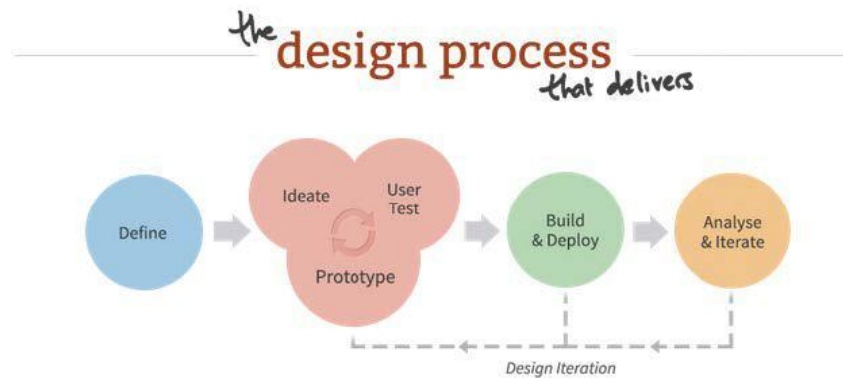 the
design process
that delivers
Define
Ideate
User
Test
Prototype
Build
& Deploy
Analyse
& Iterate
Design Iteration